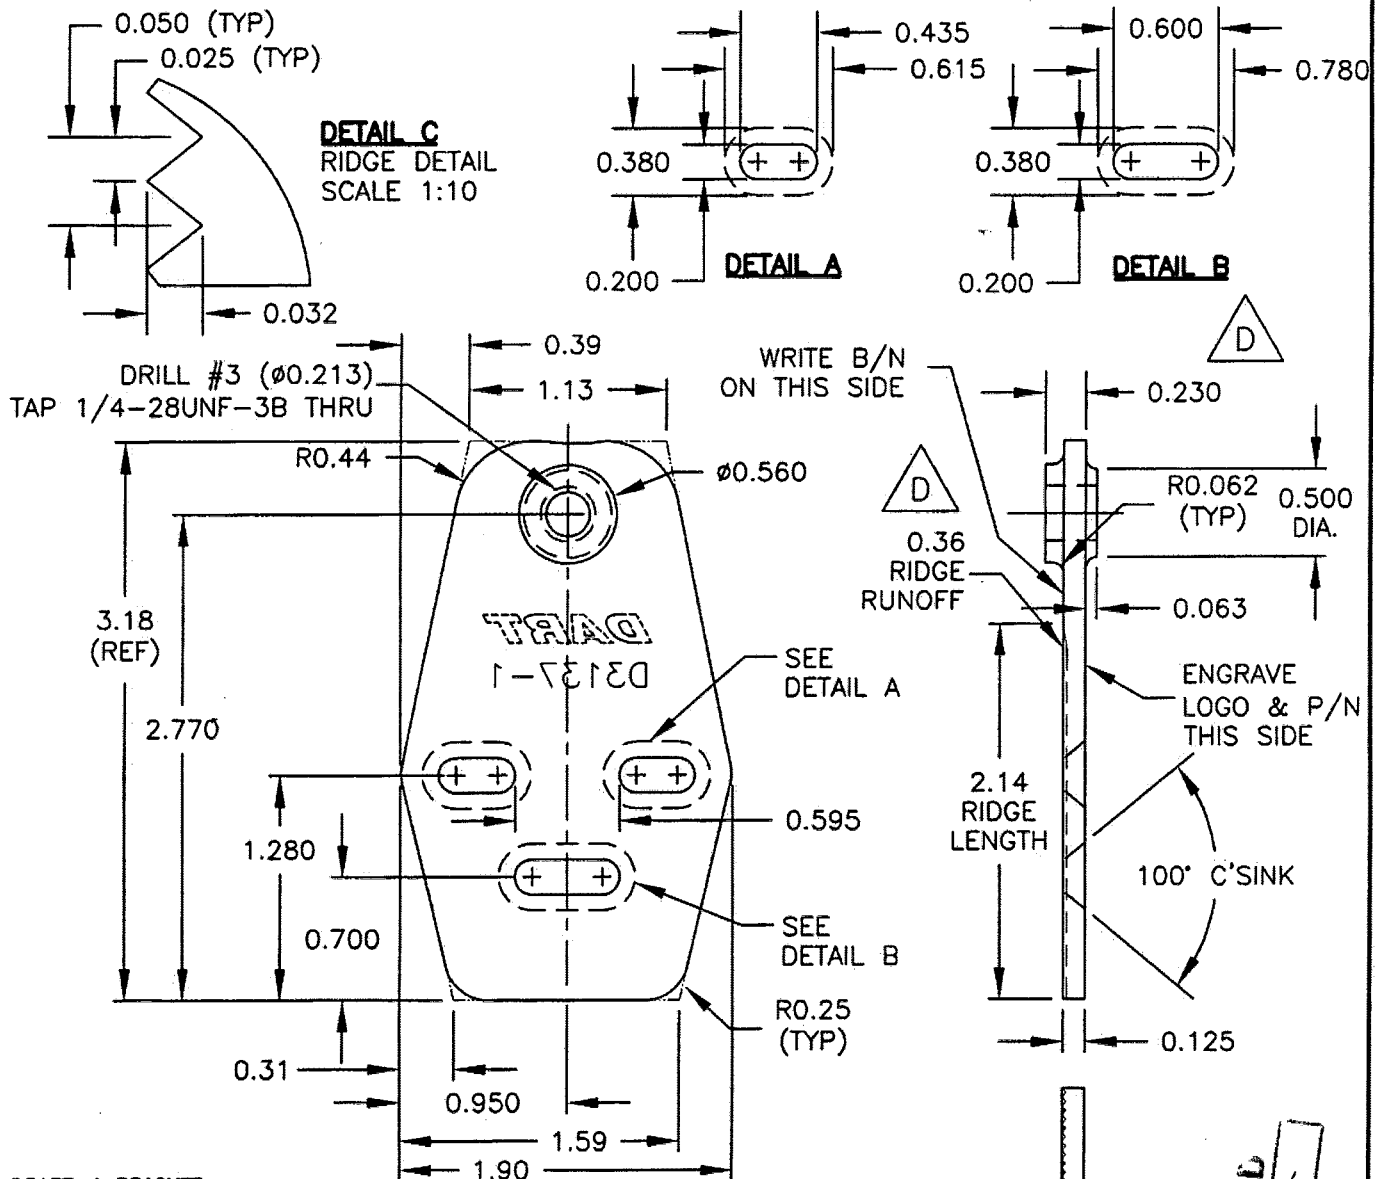 0.050 (TYP)
0.025 (TYP)
DETAIL C
RIDGE DETAIL
SCALE 1:10
0.032
0.435
0.615
0.380
0.200
DETAIL A
0.600
0.780
0.380
0.200
DETAIL B
D
0.39
1.13
DRILL #3 (ø0.213)
TAP 1/4-28UNF-3B THRU
R0.44
ø0.560
WRITE B/N
ON THIS SIDE
0.230
D
R0.062
(TYP)
0.500
DIA.
0.36
RIDGE
RUNOFF
0.063
3.18
(REF)
2.770
DART
D3137-1
SEE
DETAIL A
ENGRAVE
LOGO & P/N
THIS SIDE
1.280
0.595
2.14
RIDGE
LENGTH
100° C'SINK
0.700
SEE
DETAIL B
R0.25
(TYP)
0.31
0.950
1.59
1.90
0.125